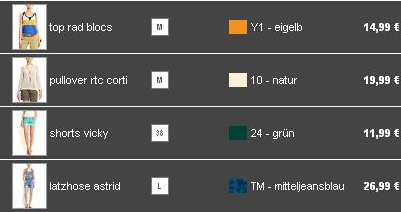 top rad blocs M Y1 - eigelb 14,99 €
pullover rtc corti M 10 - natur 19,99 €
shorts vicky 38 24 - grün 11,99 €
latzhose astrid L TM - mitteljeansblau 26,99 €